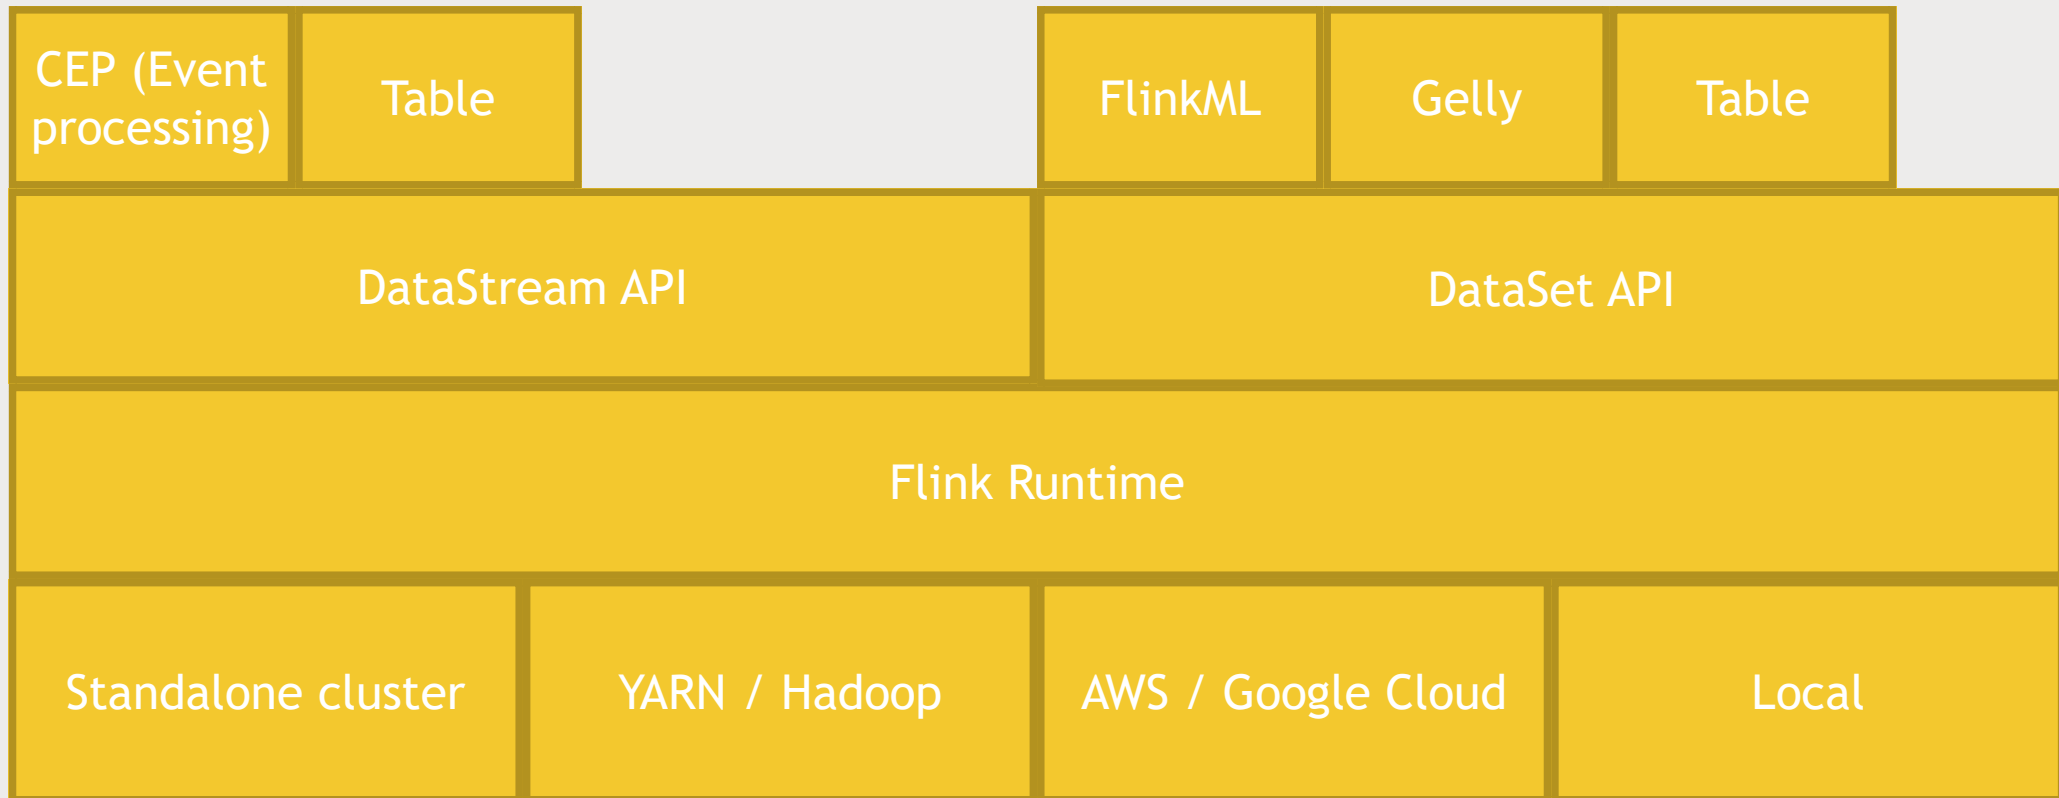 CEP (Event
processing)
Table
FlinkML
Gelly
Table
DataStream API
DataSet API
Flink Runtime
Standalone cluster
YARN / Hadoop
AWS / Google Cloud
Local